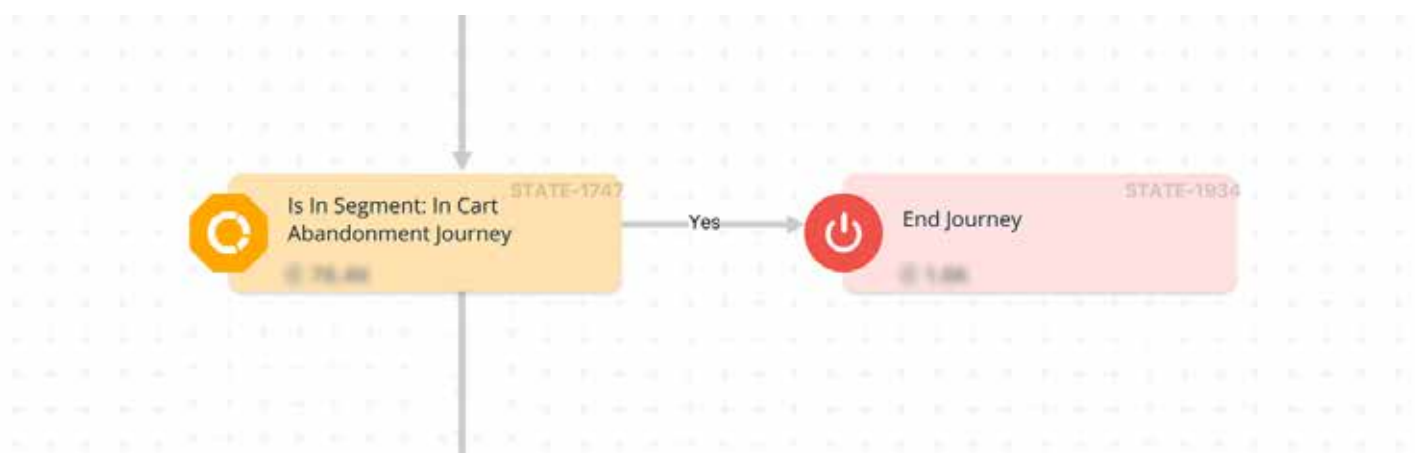 STATE-1747
Is In Segment: In Cart
Abandonment Journey
Yes
STATE-1934
End Journey